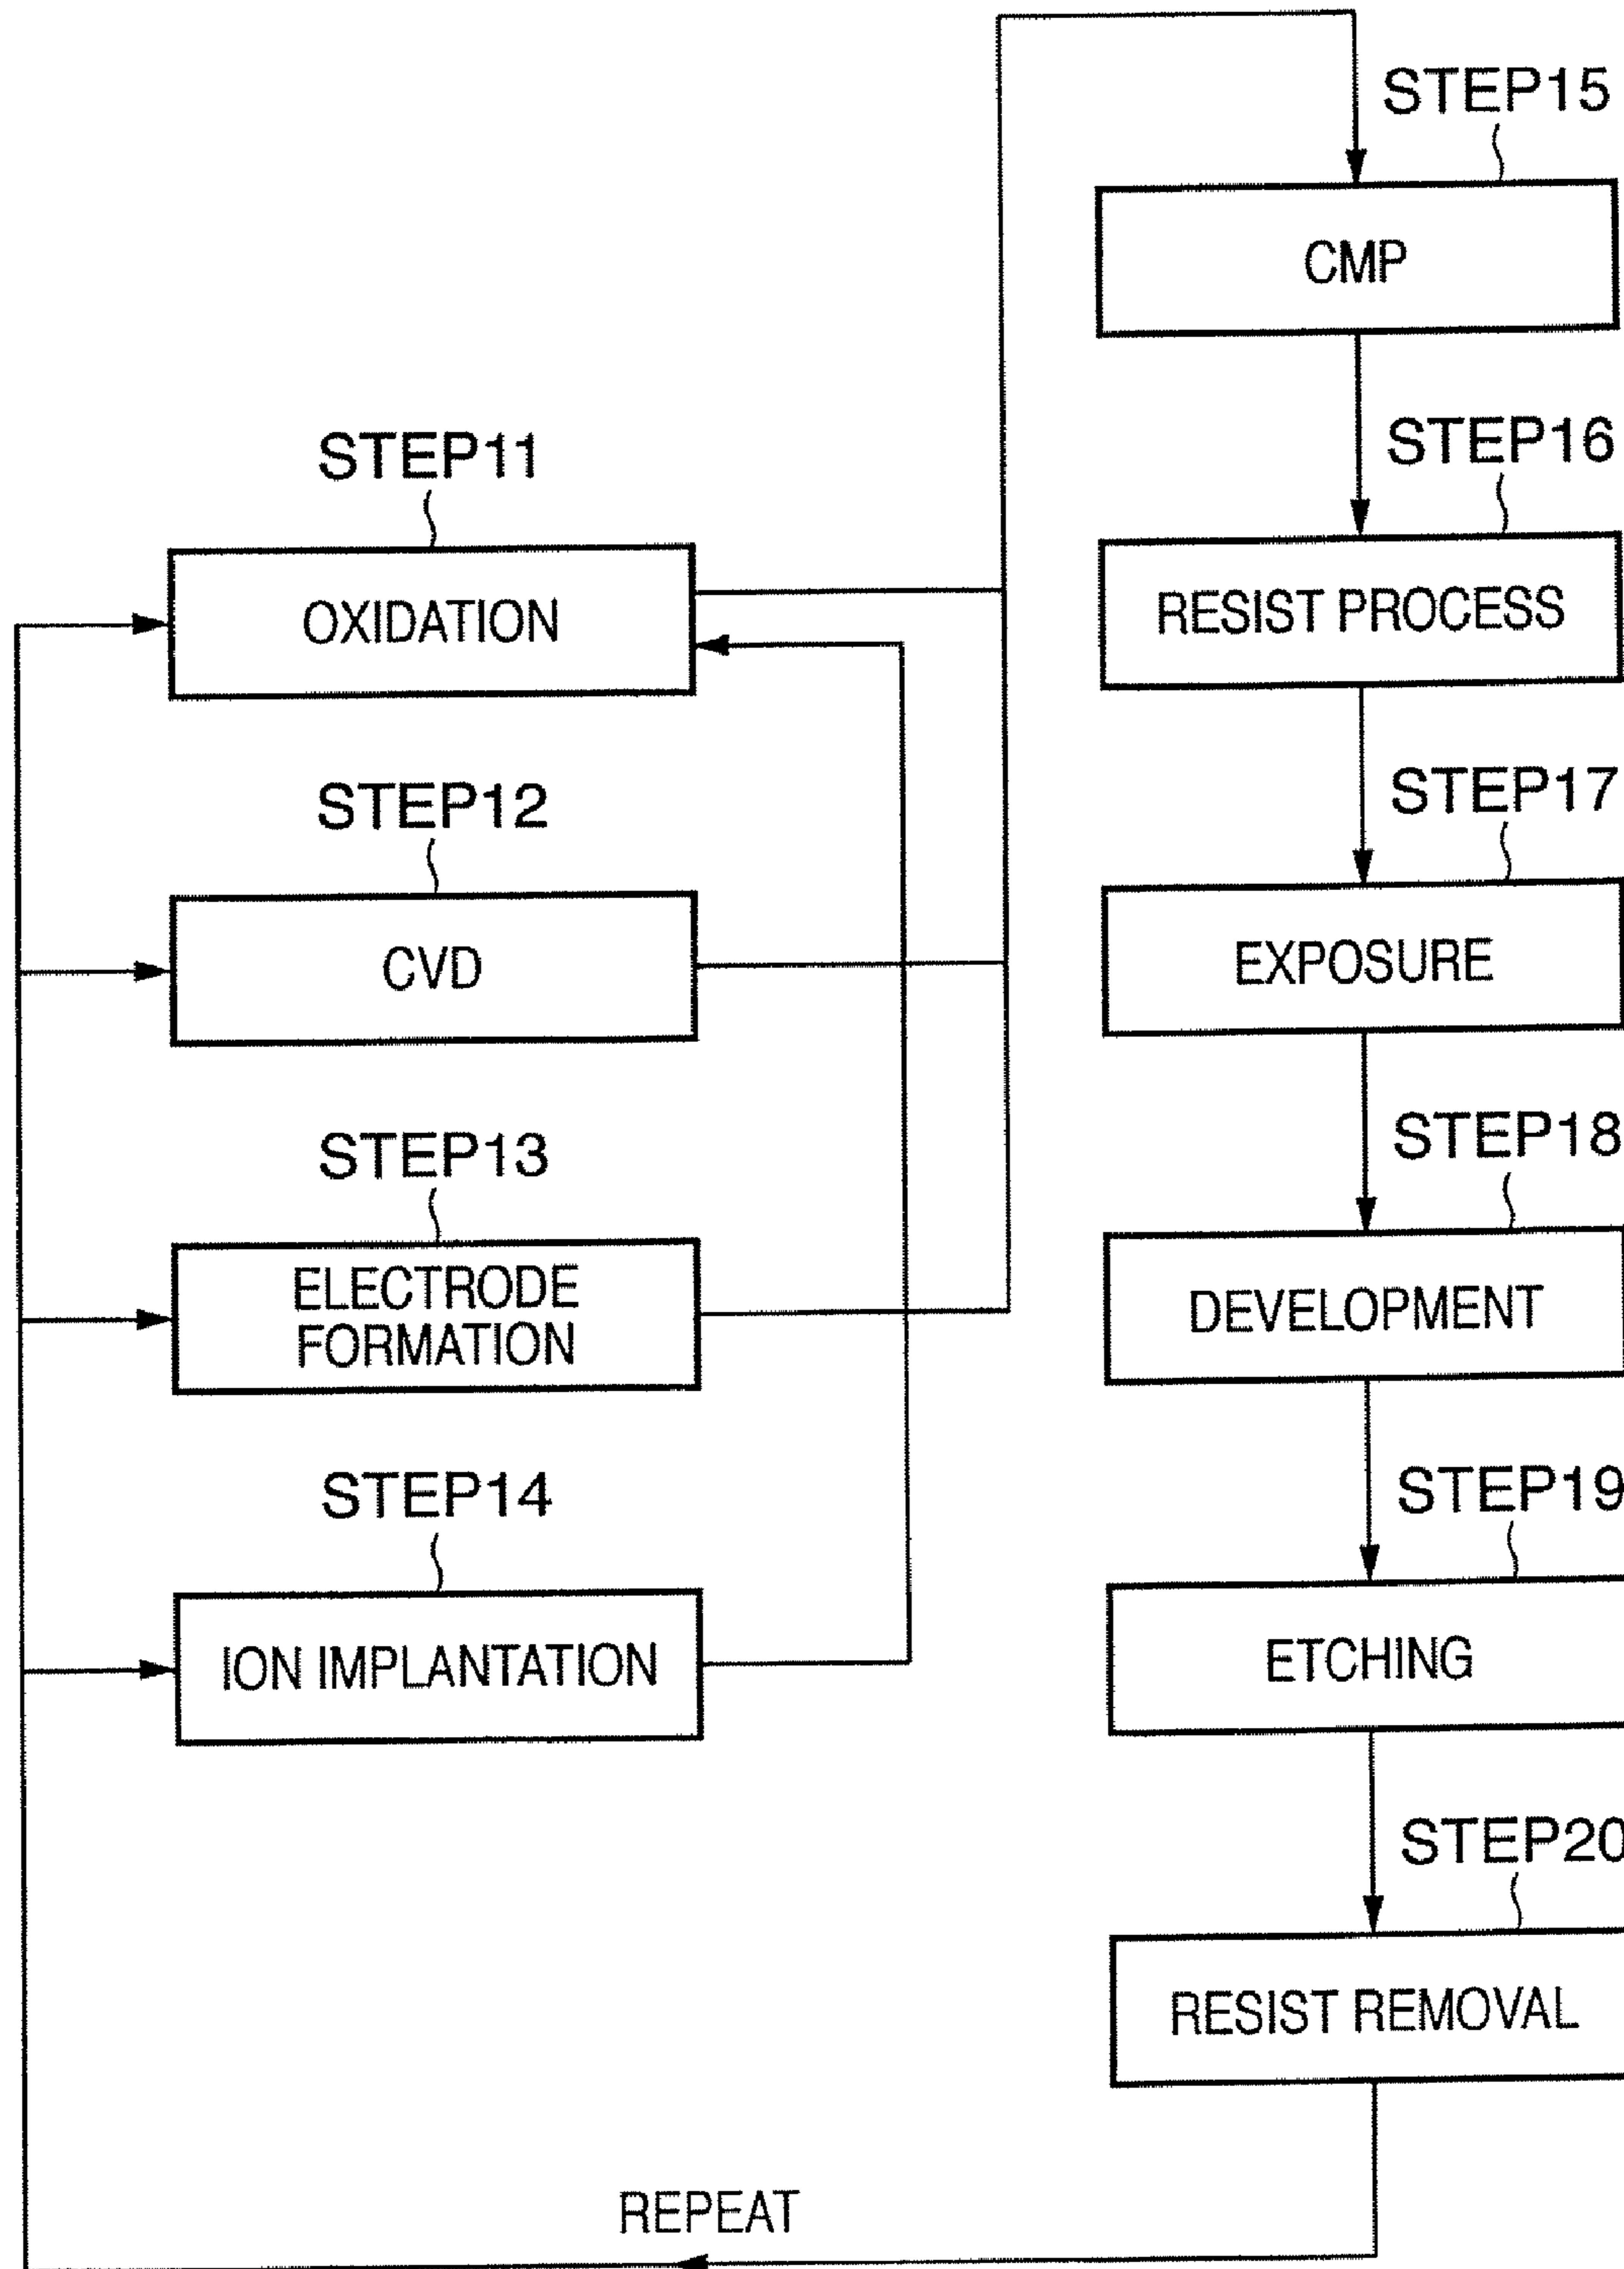 STEP11
OXIDATION
STEP12
CVD
STEP13
ELECTRODE
FORMATION
STEP14
ION IMPLANTATION
STEP15
CMP
STEP16
RESIST PROCESS
STEP17
EXPOSURE
STEP18
DEVELOPMENT
STEP19
ETCHING
STEP20
RESIST REMOVAL
REPEAT